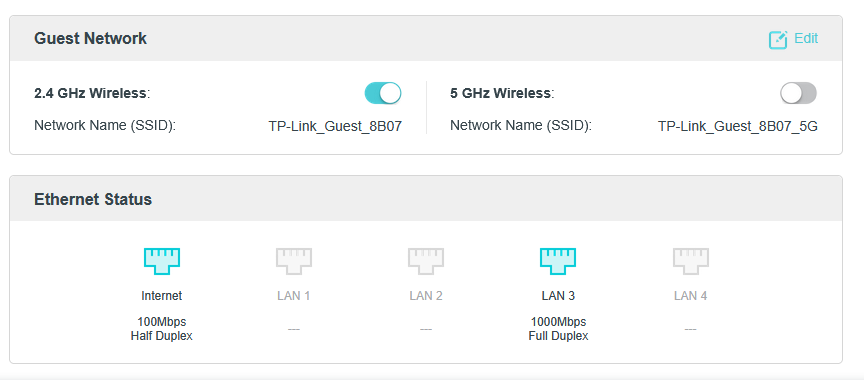 Guest Network
Edit
2.4 GHz Wireless:
Network Name (SSID): TP-Link_Guest_8B07
5 GHz Wireless:
Network Name (SSID): TP-Link_Guest_8B07_5G
Ethernet Status
Internet
LAN 1
LAN 2
LAN 3
LAN 4
100Mbps
Half Duplex
---
---
1000Mbps
Full Duplex
---